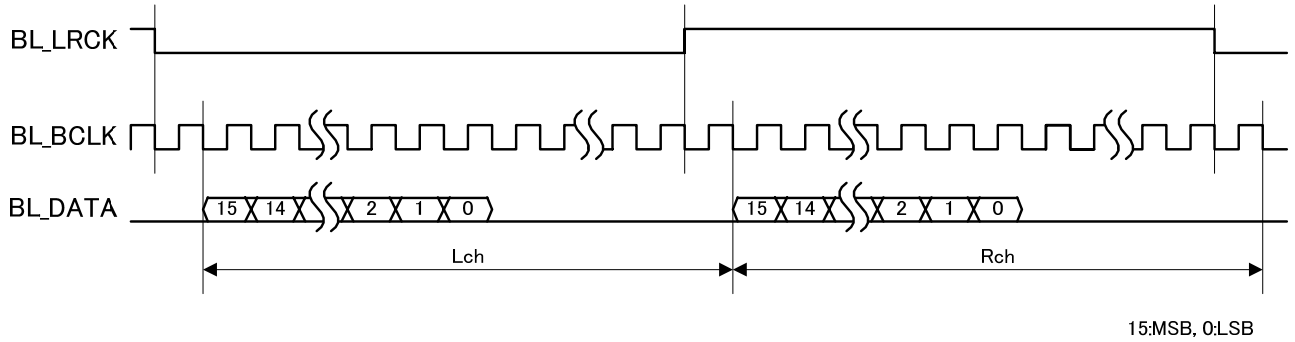 BL_LRCK
BL_BCLK
BL_DATA 15 14 2 1 0 15 14 2 1 0
Lch Rch
15:MSB, 0:LSB